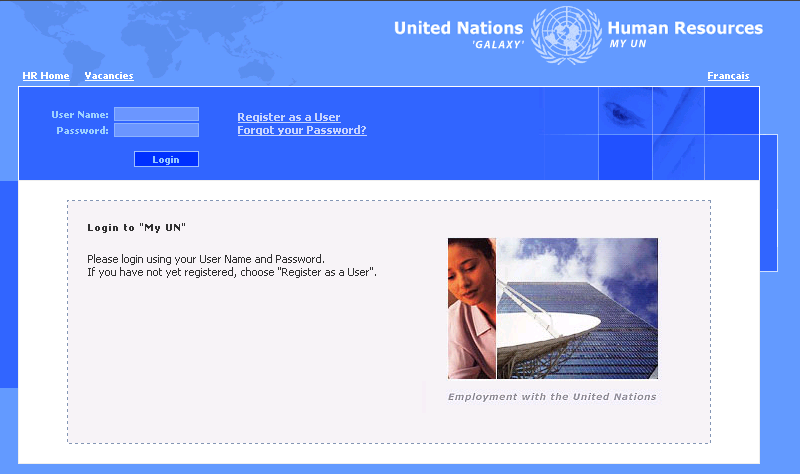 United Nations Human Resources
'GALAXY' MY UN
HR Home Vacancies Français
User Name: Register as a User
Password: Forgot your Password?
Login
Login to "My UN"
Please login using your User Name and Password.
If you have not yet registered, choose "Register as a User".
Employment with the United Nations